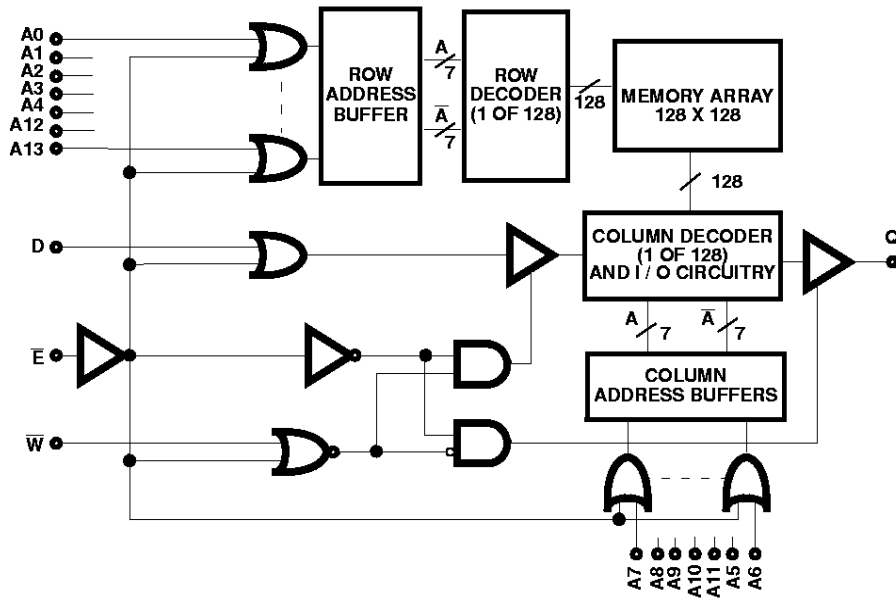 A0
A1
A2
A3
A4
A12
A13
ROW
ADDRESS
BUFFER
A
7
A̅
7
ROW
DECODER
(1 OF 128)
128
MEMORY ARRAY
128 X 128
128
D
COLUMN DECODER
(1 OF 128)
AND I / O CIRCUITRY
Q
A
7
A̅
7
E̅
COLUMN
ADDRESS BUFFERS
W̅
A7
A8
A9
A10
A11
A5
A6